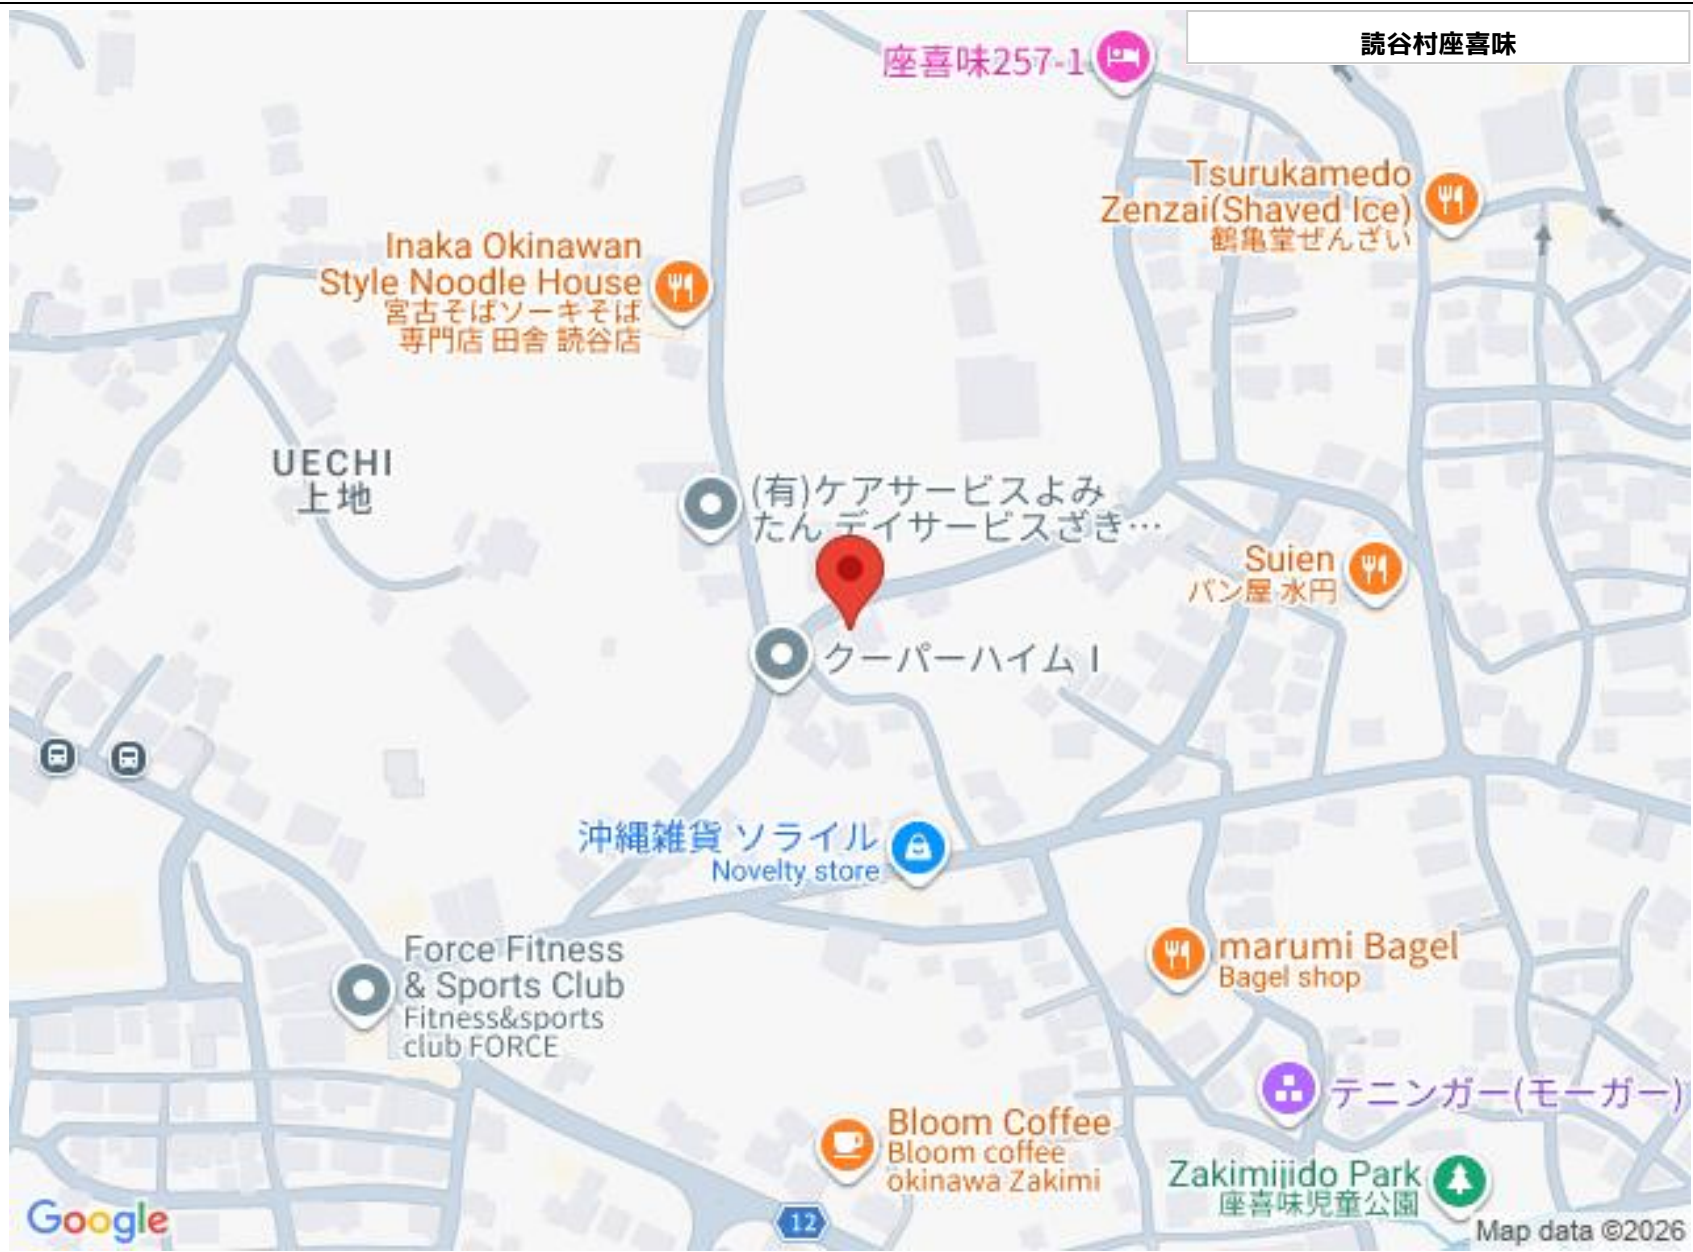 読谷村座喜味
座喜味257-1
Tsurukamedo
Zenzai(Shaved Ice)
鶴亀堂ぜんざい
Inaka Okinawan
Style Noodle House
宮古そばソーキそば
専門店 田舎 読谷店
UECHI
上地
(有)ケアサービスよみ
たん デイサービスざき…
Suien
パン屋 水円
クーパーハイム I
沖縄雑貨 ソライル
Novelty store
Force Fitness
& Sports Club
Fitness&sports
club FORCE
marumi Bagel
Bagel shop
テニンガー(モーガー)
Bloom Coffee
Bloom coffee
okinawa Zakimi
Zakimijido Park
座喜味児童公園
12
Google
Map data ©2026